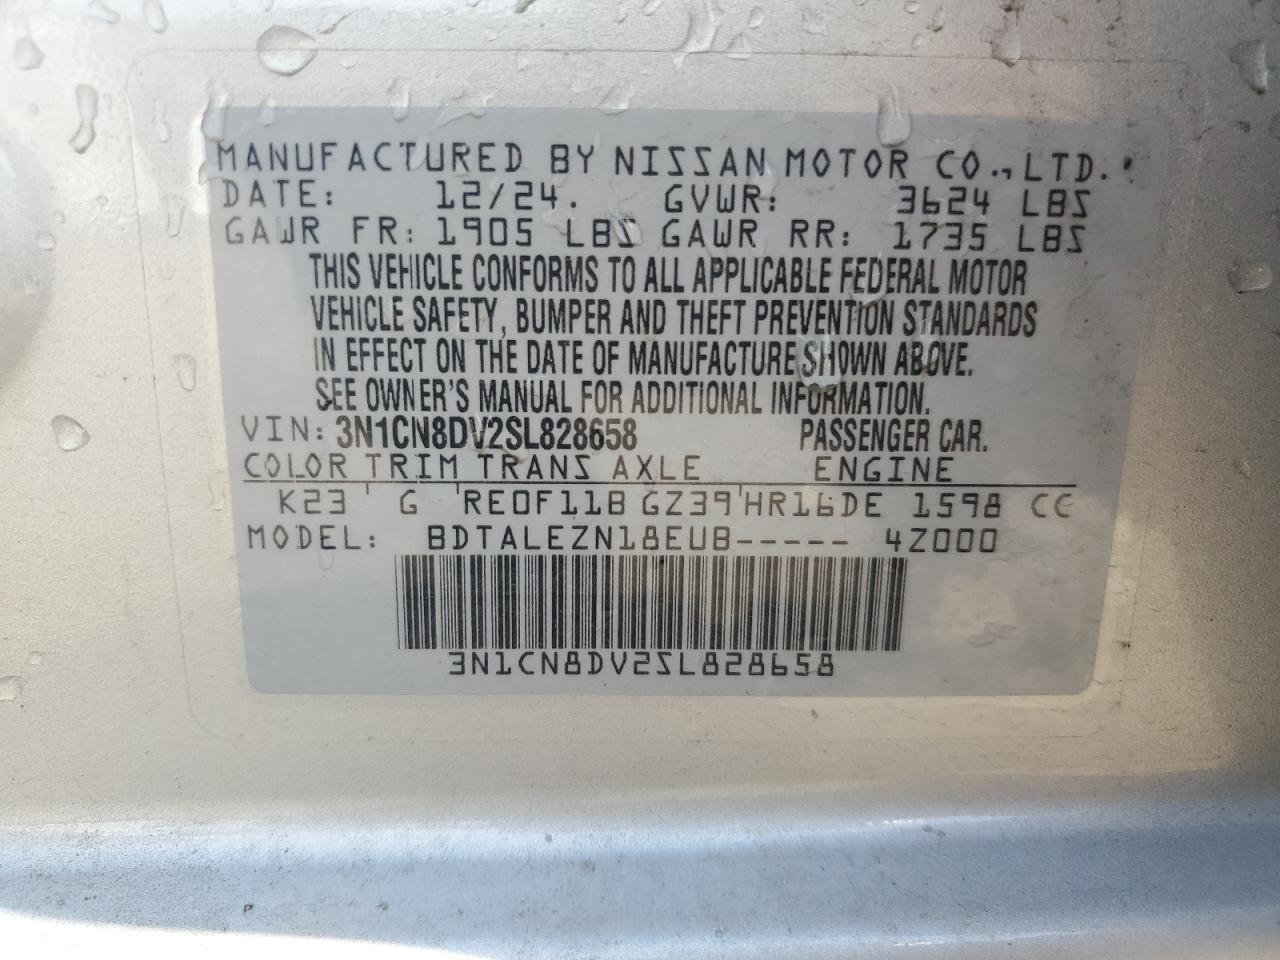 MANUFACTURED BY NISSAN MOTOR CO.,LTD.
DATE: 12/24. GVWR: 3624 LBS
GAWR FR: 1905 LBS GAWR RR: 1735 LBS
THIS VEHICLE CONFORMS TO ALL APPLICABLE FEDERAL MOTOR
VEHICLE SAFETY, BUMPER AND THEFT PREVENTION STANDARDS
IN EFFECT ON THE DATE OF MANUFACTURE SHOWN ABOVE.
SEE OWNER'S MANUAL FOR ADDITIONAL INFORMATION.
VIN: 3N1CN8DV2SL828658 PASSENGER CAR.
COLOR TRIM TRANS AXLE ENGINE
K23 G RE0F11B GZ39 HR16DE 1598 CC
MODEL: BDTALEZN18EUB----- 4Z000
3N1CN8DV2SL828658